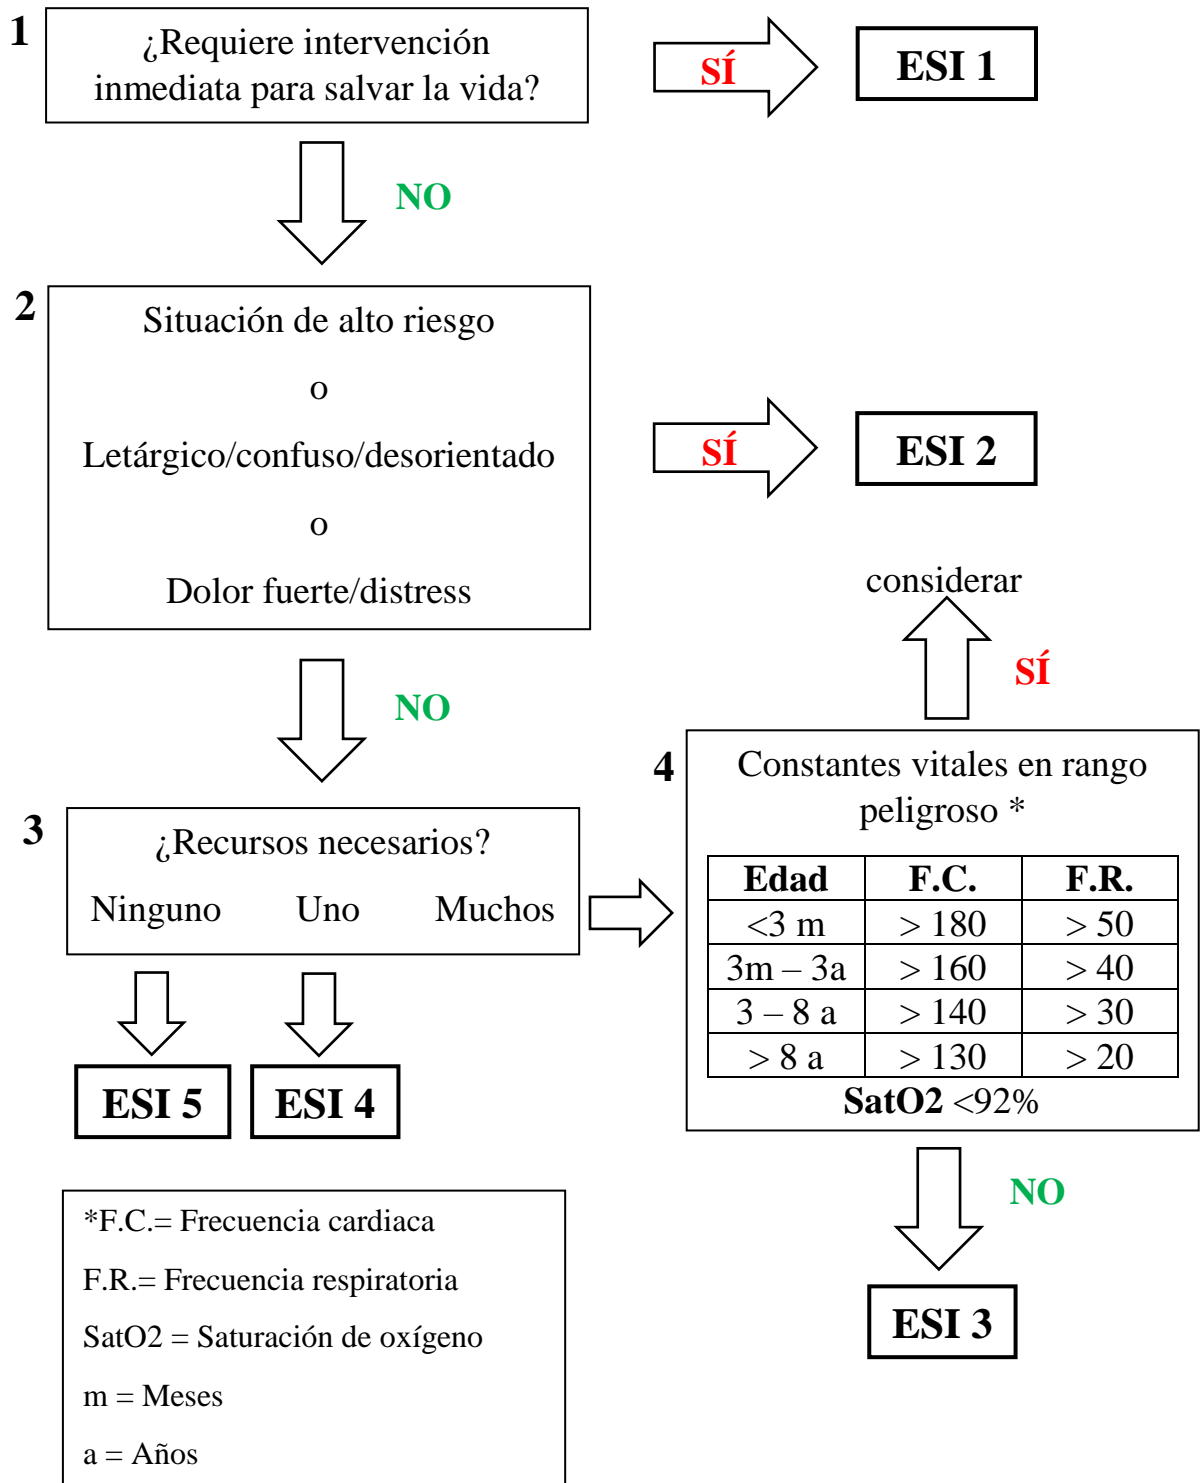 1
¿Requiere intervención
inmediata para salvar la vida?
SÍ
ESI 1
NO
2
Situación de alto riesgo
o
Letárgico/confuso/desorientado
o
Dolor fuerte/distress
SÍ
ESI 2
considerar
SÍ
NO
3
¿Recursos necesarios?
Ninguno Uno Muchos
4
Constantes vitales en rango
peligroso *
Edad F.C. F.R.
<3 m > 180 > 50
3m – 3a > 160 > 40
3 – 8 a > 140 > 30
> 8 a > 130 > 20
SatO2 <92%
ESI 5 ESI 4
NO
ESI 3
*F.C.= Frecuencia cardiaca
F.R.= Frecuencia respiratoria
SatO2 = Saturación de oxígeno
m = Meses
a = Años